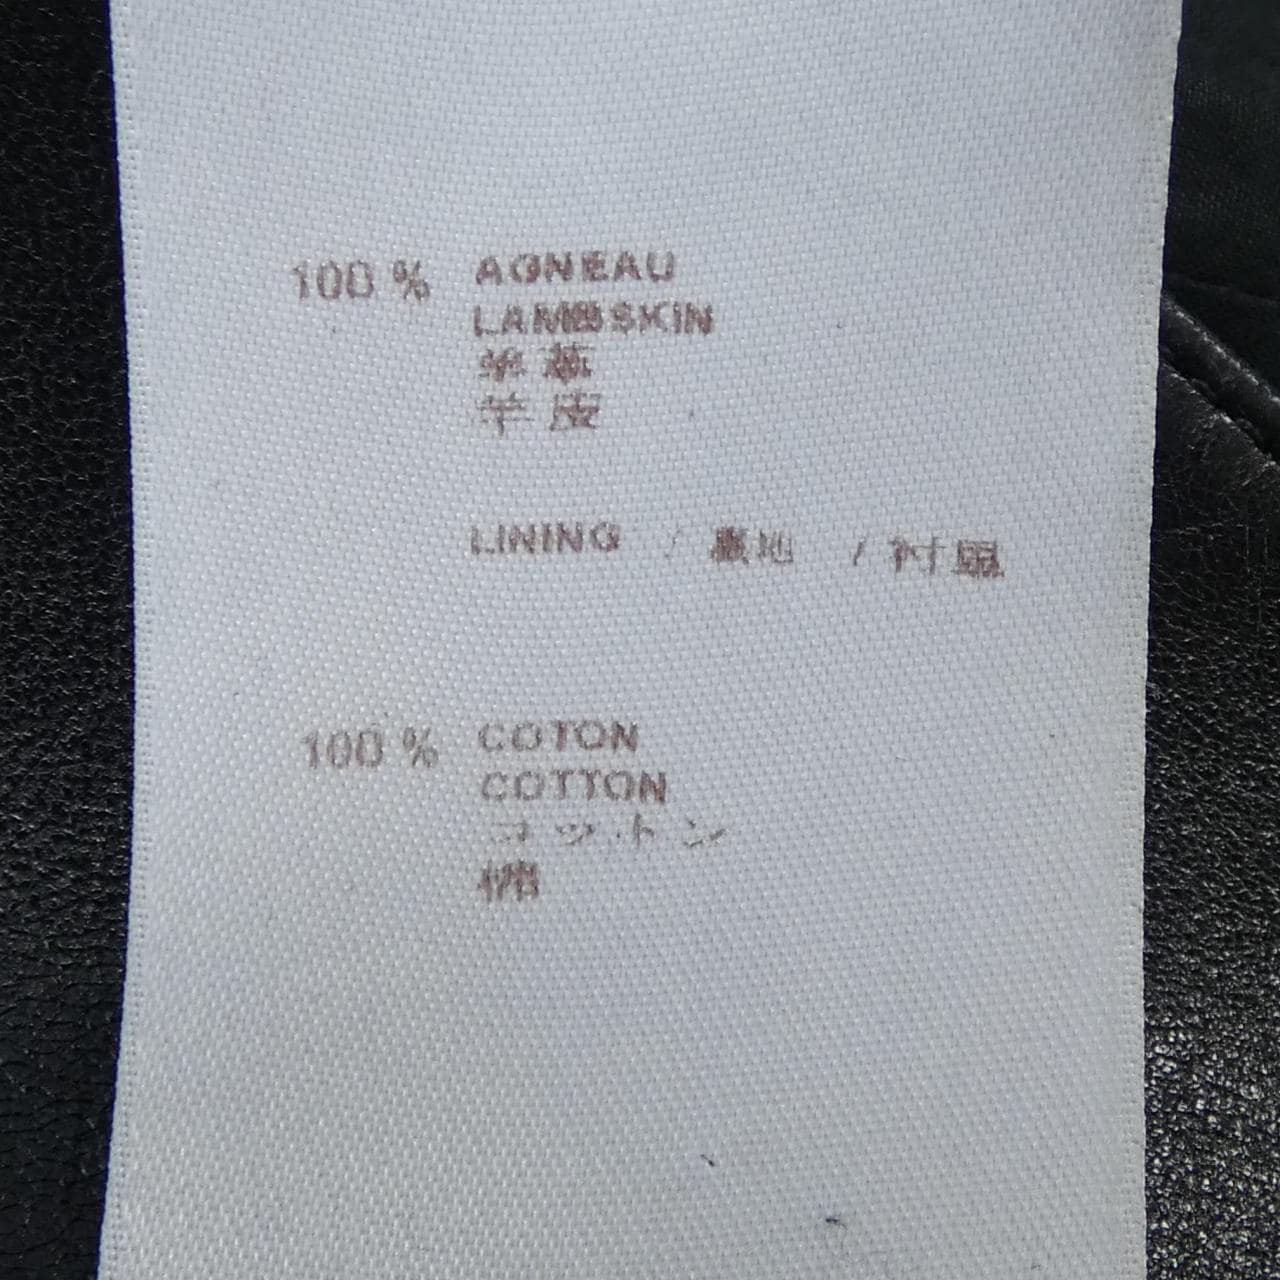 100 % AGNEAU
LAMBSKIN
羊革
羊皮
LINING / 裏地 / 衬里
100 % COTON
COTTON
コットン
棉